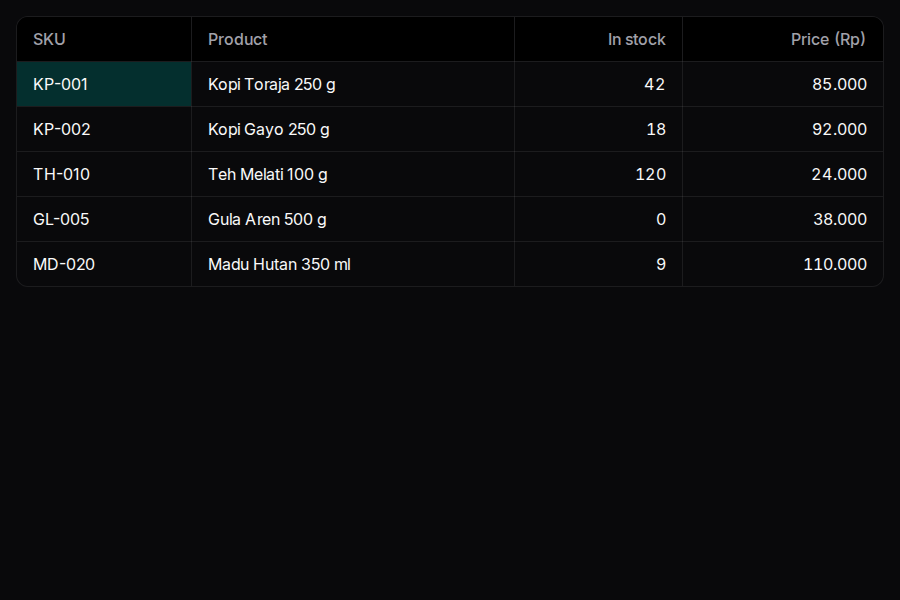 SKU Product In stock Price (Rp)
KP-001 Kopi Toraja 250 g 42 85.000
KP-002 Kopi Gayo 250 g 18 92.000
TH-010 Teh Melati 100 g 120 24.000
GL-005 Gula Aren 500 g 0 38.000
MD-020 Madu Hutan 350 ml 9 110.000